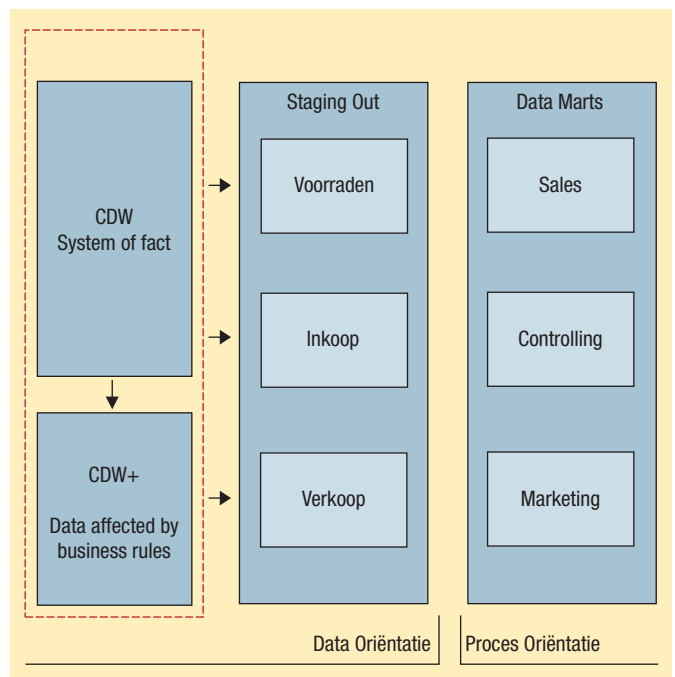 CDW
System of fact
CDW+
Data affected by
business rules
Staging Out
Voorraden
Inkoop
Verkoop
Data Marts
Sales
Controlling
Marketing
Data Oriëntatie
Proces Oriëntatie